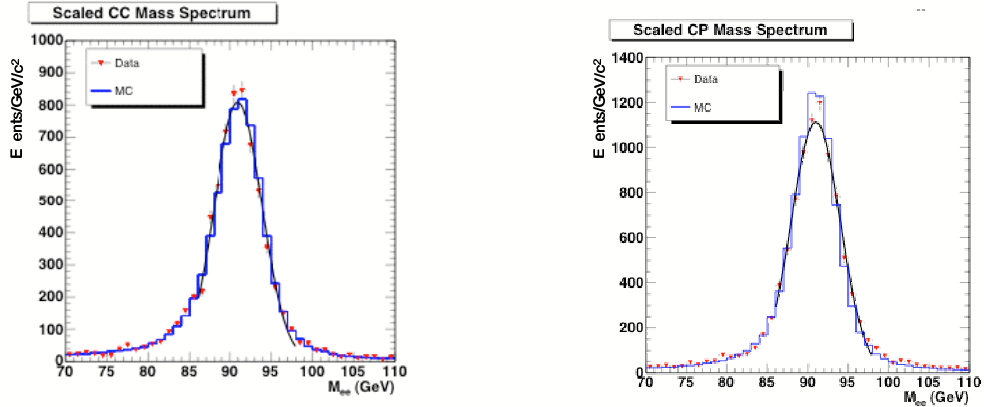 Scaled CC Mass Spectrum
E ents/GeV/c2
1000
900
800
700
600
500
400
300
200
100
0
Data
MC
70 75 80 85 90 95 100 105 110
Mee (GeV)
Scaled CP Mass Spectrum
E ents/GeV/c2
1400
1200
1000
800
600
400
200
0
Data
MC
70 75 80 85 90 95 100 105 110
Mee (GeV)